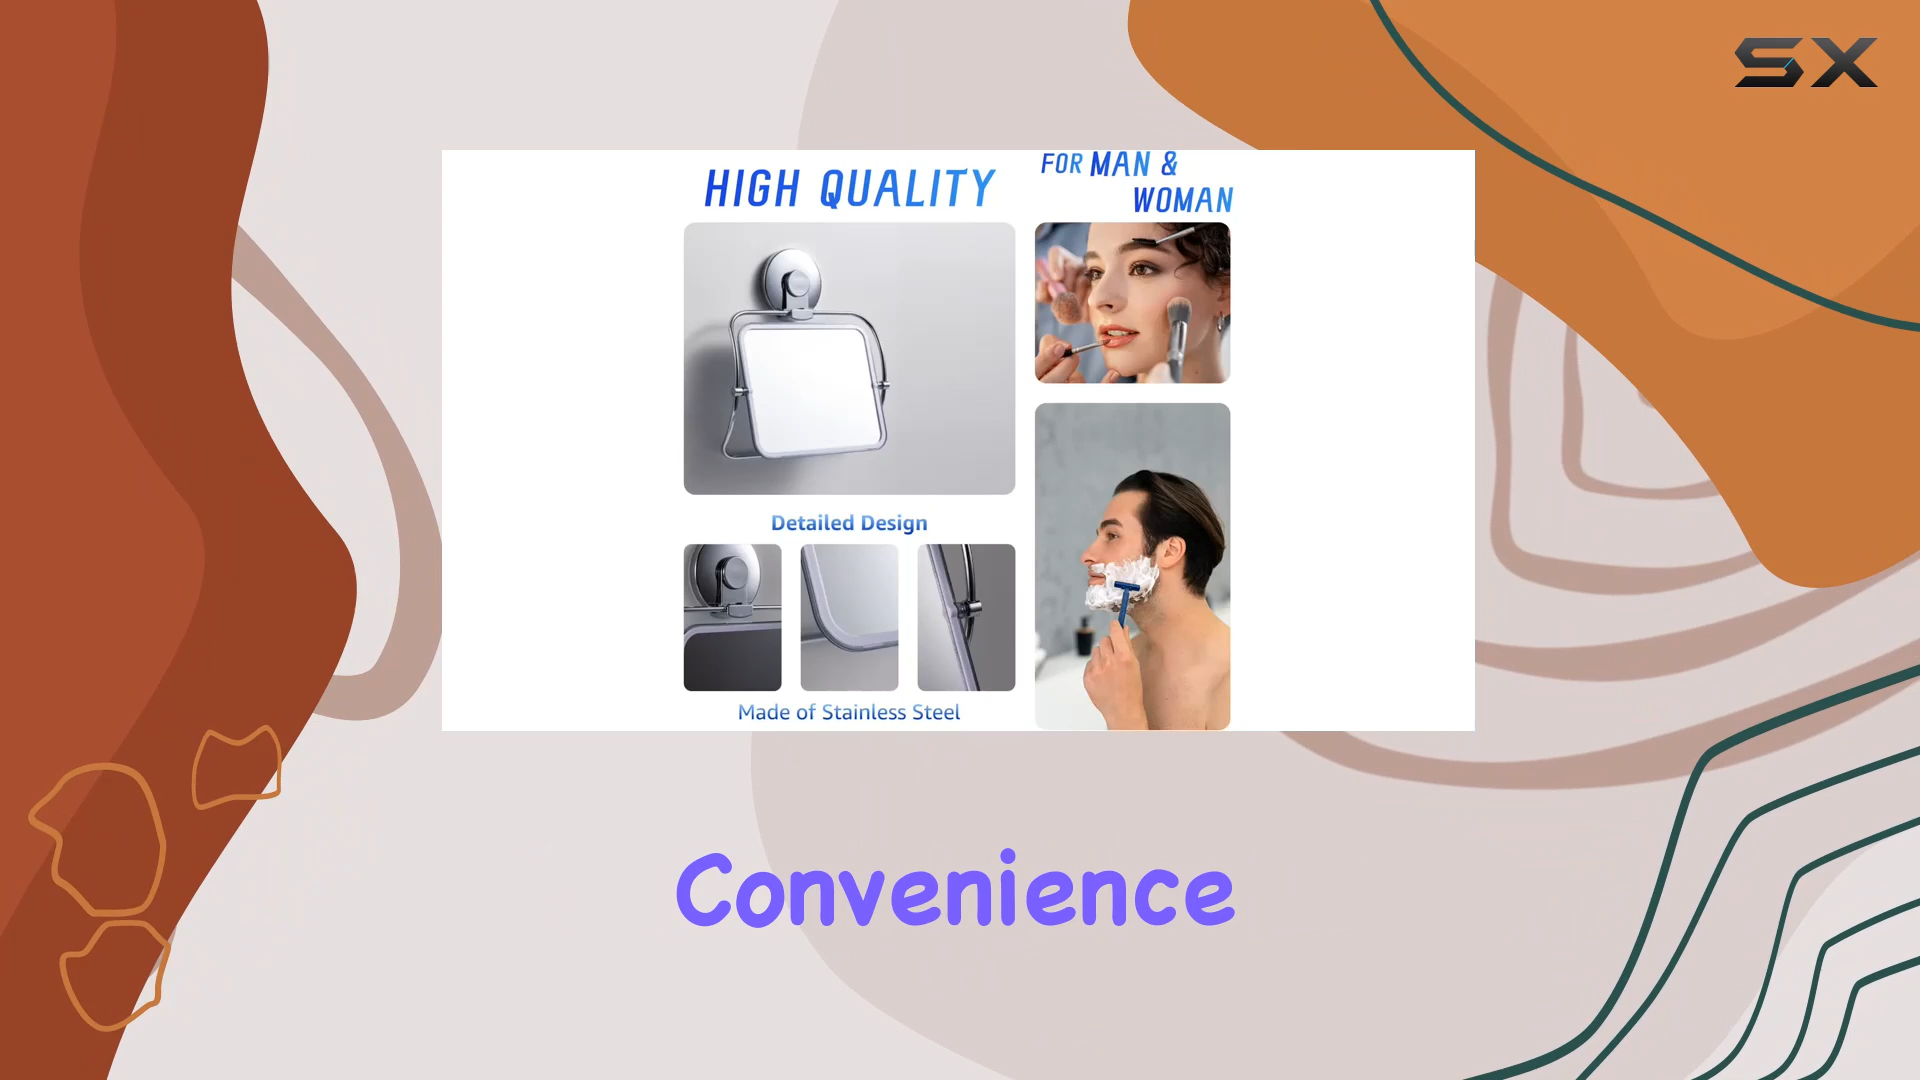 SX
HIGH QUALITY
FOR MAN &
WOMAN
Detailed Design
Made of Stainless Steel
Convenience